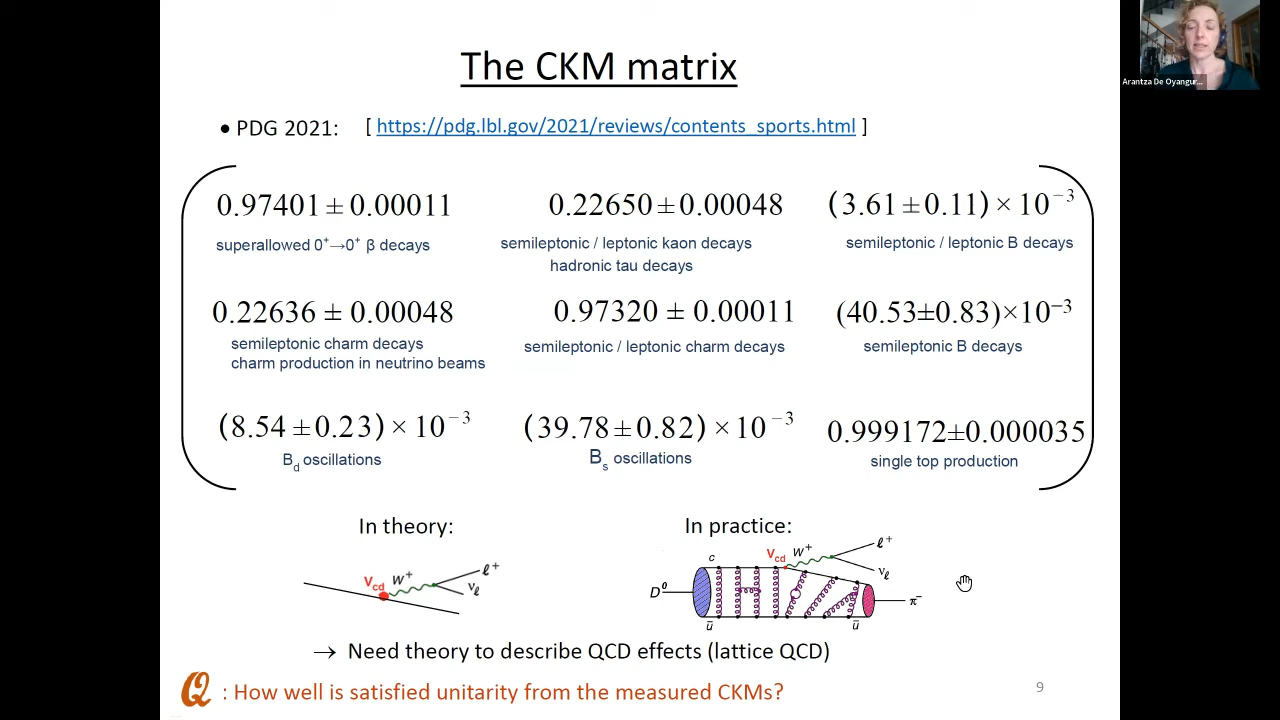 The CKM matrix
Arantza De Oyangur...
• PDG 2021: [ https://pdg.lbl.gov/2021/reviews/contents_sports.html ]
0.97401 ± 0.00011 0.22650 ± 0.00048 (3.61 ± 0.11) × 10⁻³
superallowed 0⁺→0⁺ β decays semileptonic / leptonic kaon decays semileptonic / leptonic B decays
hadronic tau decays
0.22636 ± 0.00048 0.97320 ± 0.00011 (40.53±0.83)×10⁻³
semileptonic charm decays semileptonic / leptonic charm decays semileptonic B decays
charm production in neutrino beams
(8.54 ± 0.23) × 10⁻³ (39.78 ± 0.82) × 10⁻³ 0.999172±0.000035
B_d oscillations B_s oscillations single top production
In theory: In practice:
V_cd W⁺ ℓ⁺ ν_ℓ
c V_cd W⁺ ℓ⁺ ν_ℓ
D⁰ π⁻
ū ū
→ Need theory to describe QCD effects (lattice QCD)
Q : How well is satisfied unitarity from the measured CKMs?
9